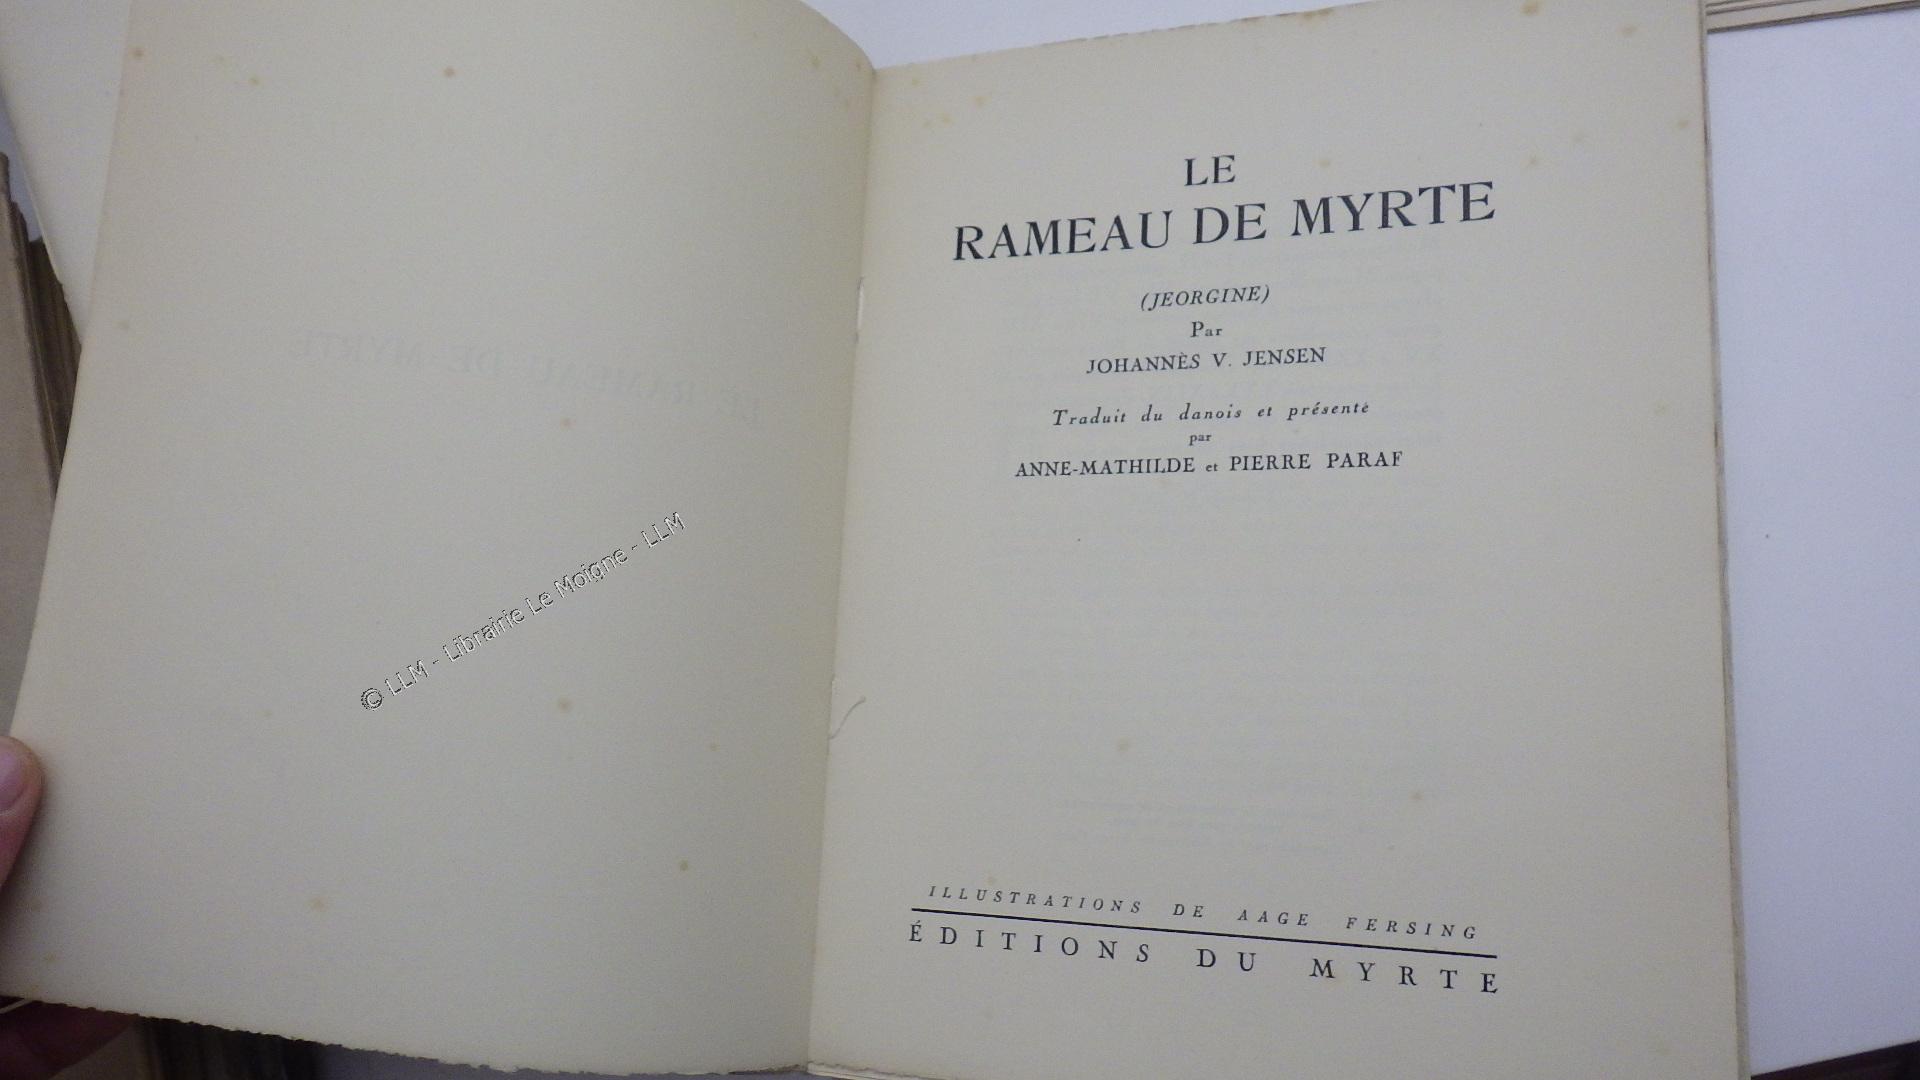 LE
RAMEAU DE MYRTE
(JEORGINE)
Par
JOHANNÈS V. JENSEN
Traduit du danois et présenté
par
ANNE-MATHILDE et PIERRE PARAF
ILLUSTRATIONS DE AAGE FERSING
ÉDITIONS DU MYRTE
© LLM - Librairie Le Moigne - LLM